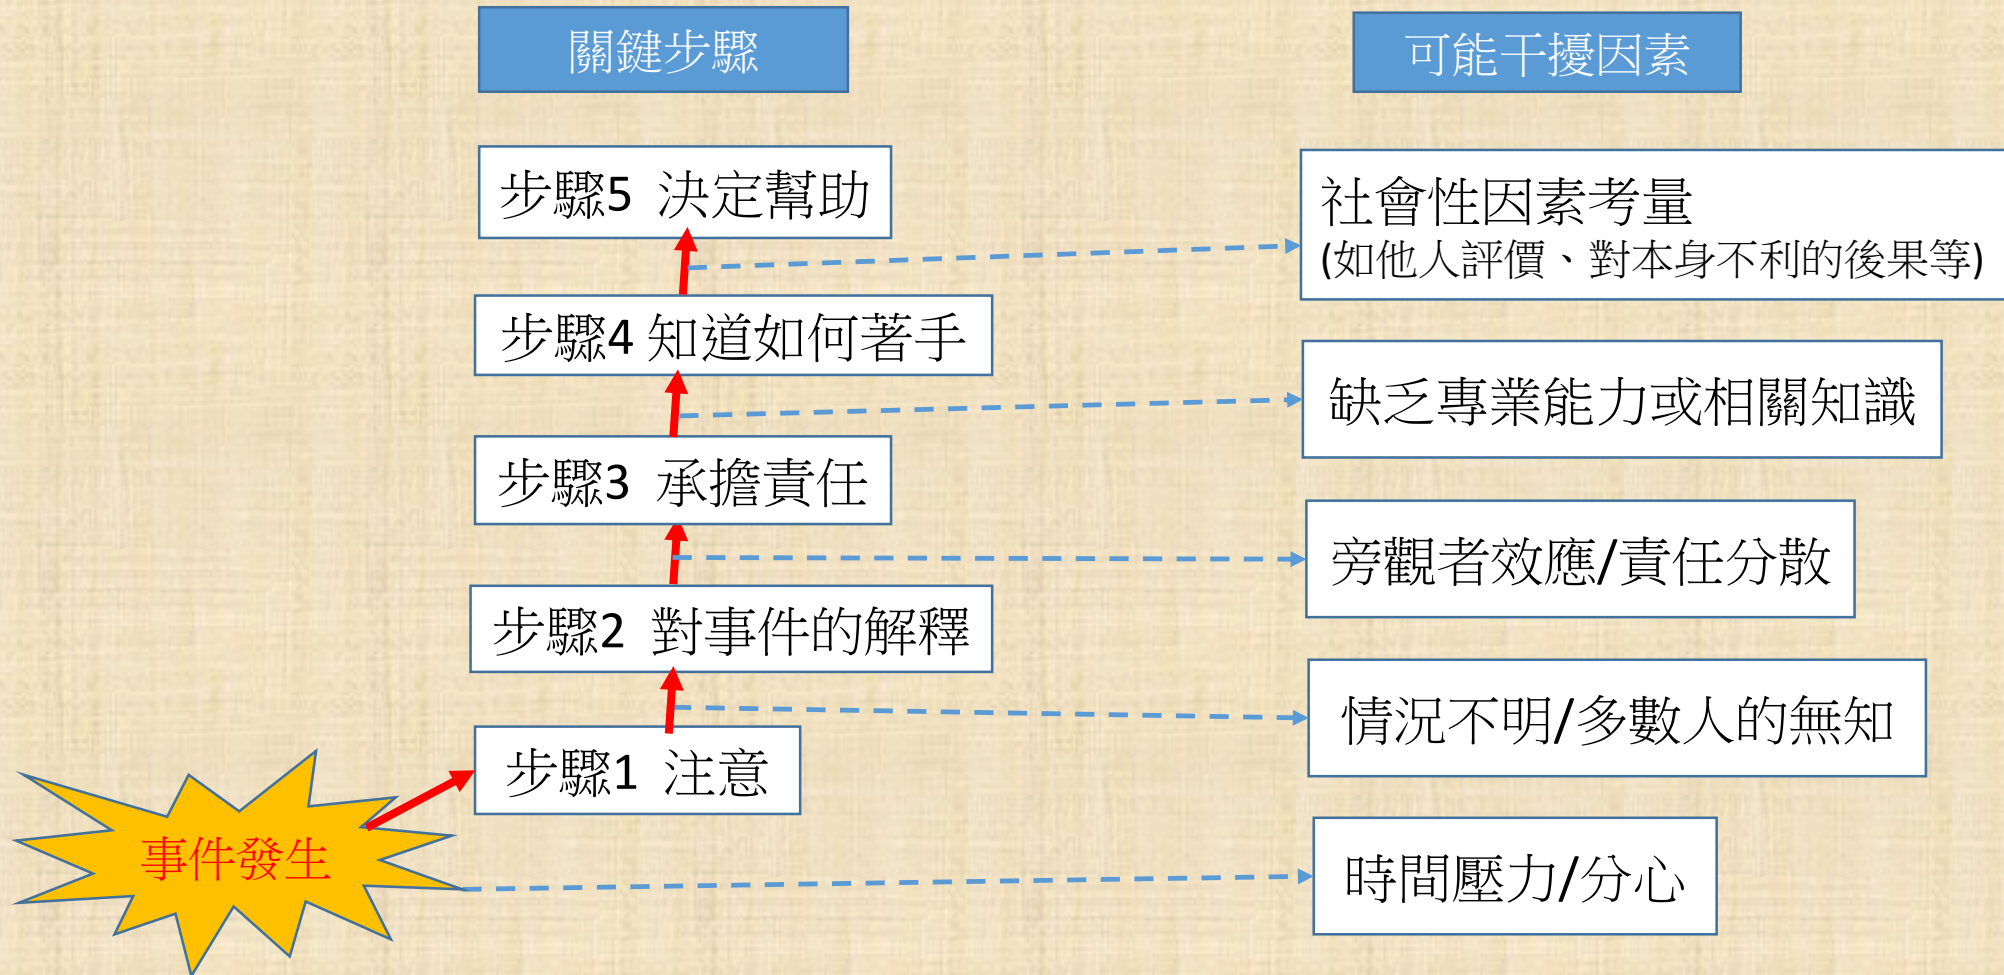 關鍵步驟
可能干擾因素
步驟5 決定幫助
社會性因素考量
(如他人評價、對本身不利的後果等)
步驟4 知道如何著手
缺乏專業能力或相關知識
步驟3 承擔責任
旁觀者效應/責任分散
步驟2 對事件的解釋
情況不明/多數人的無知
步驟1 注意
事件發生
時間壓力/分心